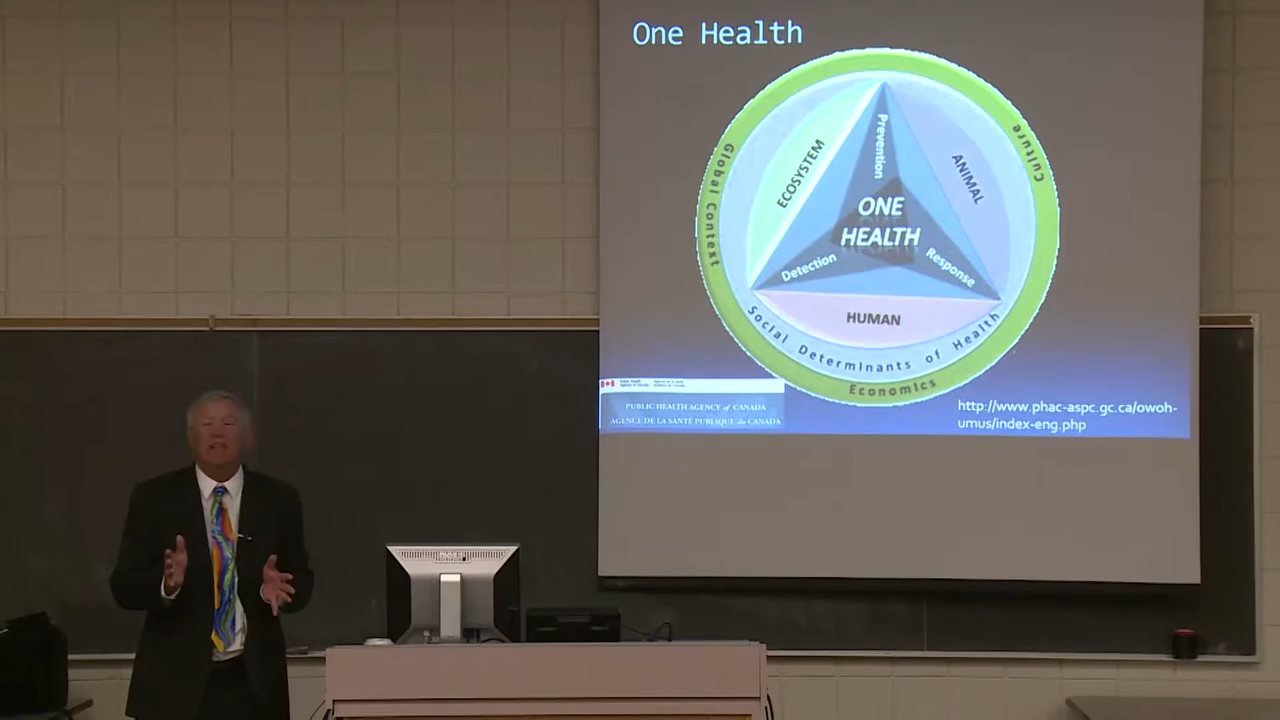 One Health
Prevention
ECOSYSTEM
ANIMAL
Culture
Global Context
ONE
HEALTH
Detection
Response
HUMAN
Social Determinants of Health
Economics
PUBLIC HEALTH AGENCY of CANADA
AGENCE DE LA SANTÉ PUBLIQUE du CANADA
http://www.phac-aspc.gc.ca/owoh-
umus/index-eng.php